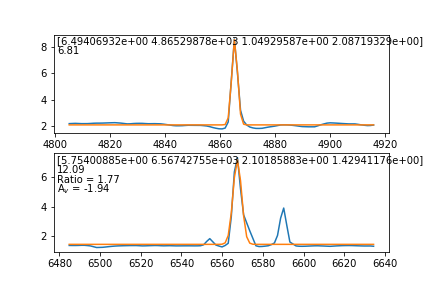 [6.49406932e+00 4.86529878e+03 1.04929587e+00 2.08719329e+00]
6.81
8
6
4
2
4800 4820 4840 4860 4880 4900 4920
[5.75400885e+00 6.56742755e+03 2.10185883e+00 1.42941176e+00]
12.09
Ratio = 1.77
Av = -1.94
6
4
2
6480 6500 6520 6540 6560 6580 6600 6620 6640